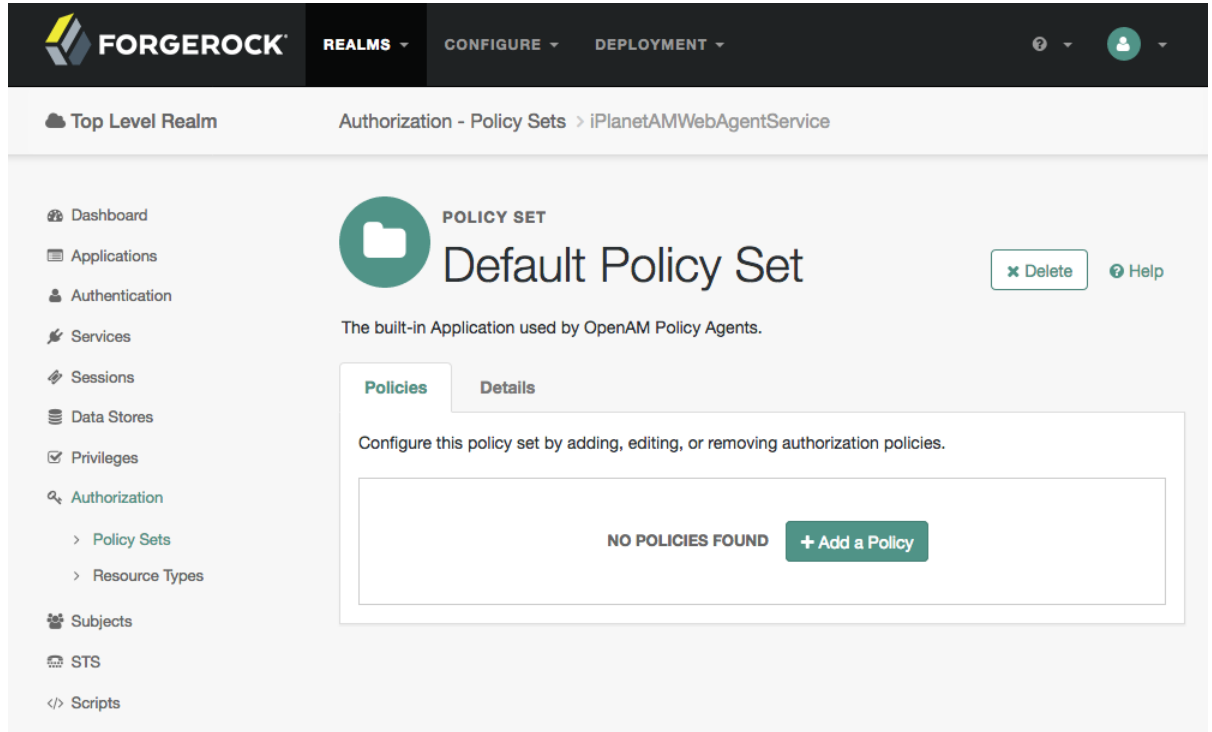 FORGEROCK
REALMS CONFIGURE DEPLOYMENT
Top Level Realm
Authorization - Policy Sets > iPlanetAMWebAgentService
Dashboard
Applications
Authentication
Services
Sessions
Data Stores
Privileges
Authorization
> Policy Sets
> Resource Types
Subjects
STS
</> Scripts
POLICY SET
Default Policy Set
Delete
Help
The built-in Application used by OpenAM Policy Agents.
Policies Details
Configure this policy set by adding, editing, or removing authorization policies.
NO POLICIES FOUND + Add a Policy